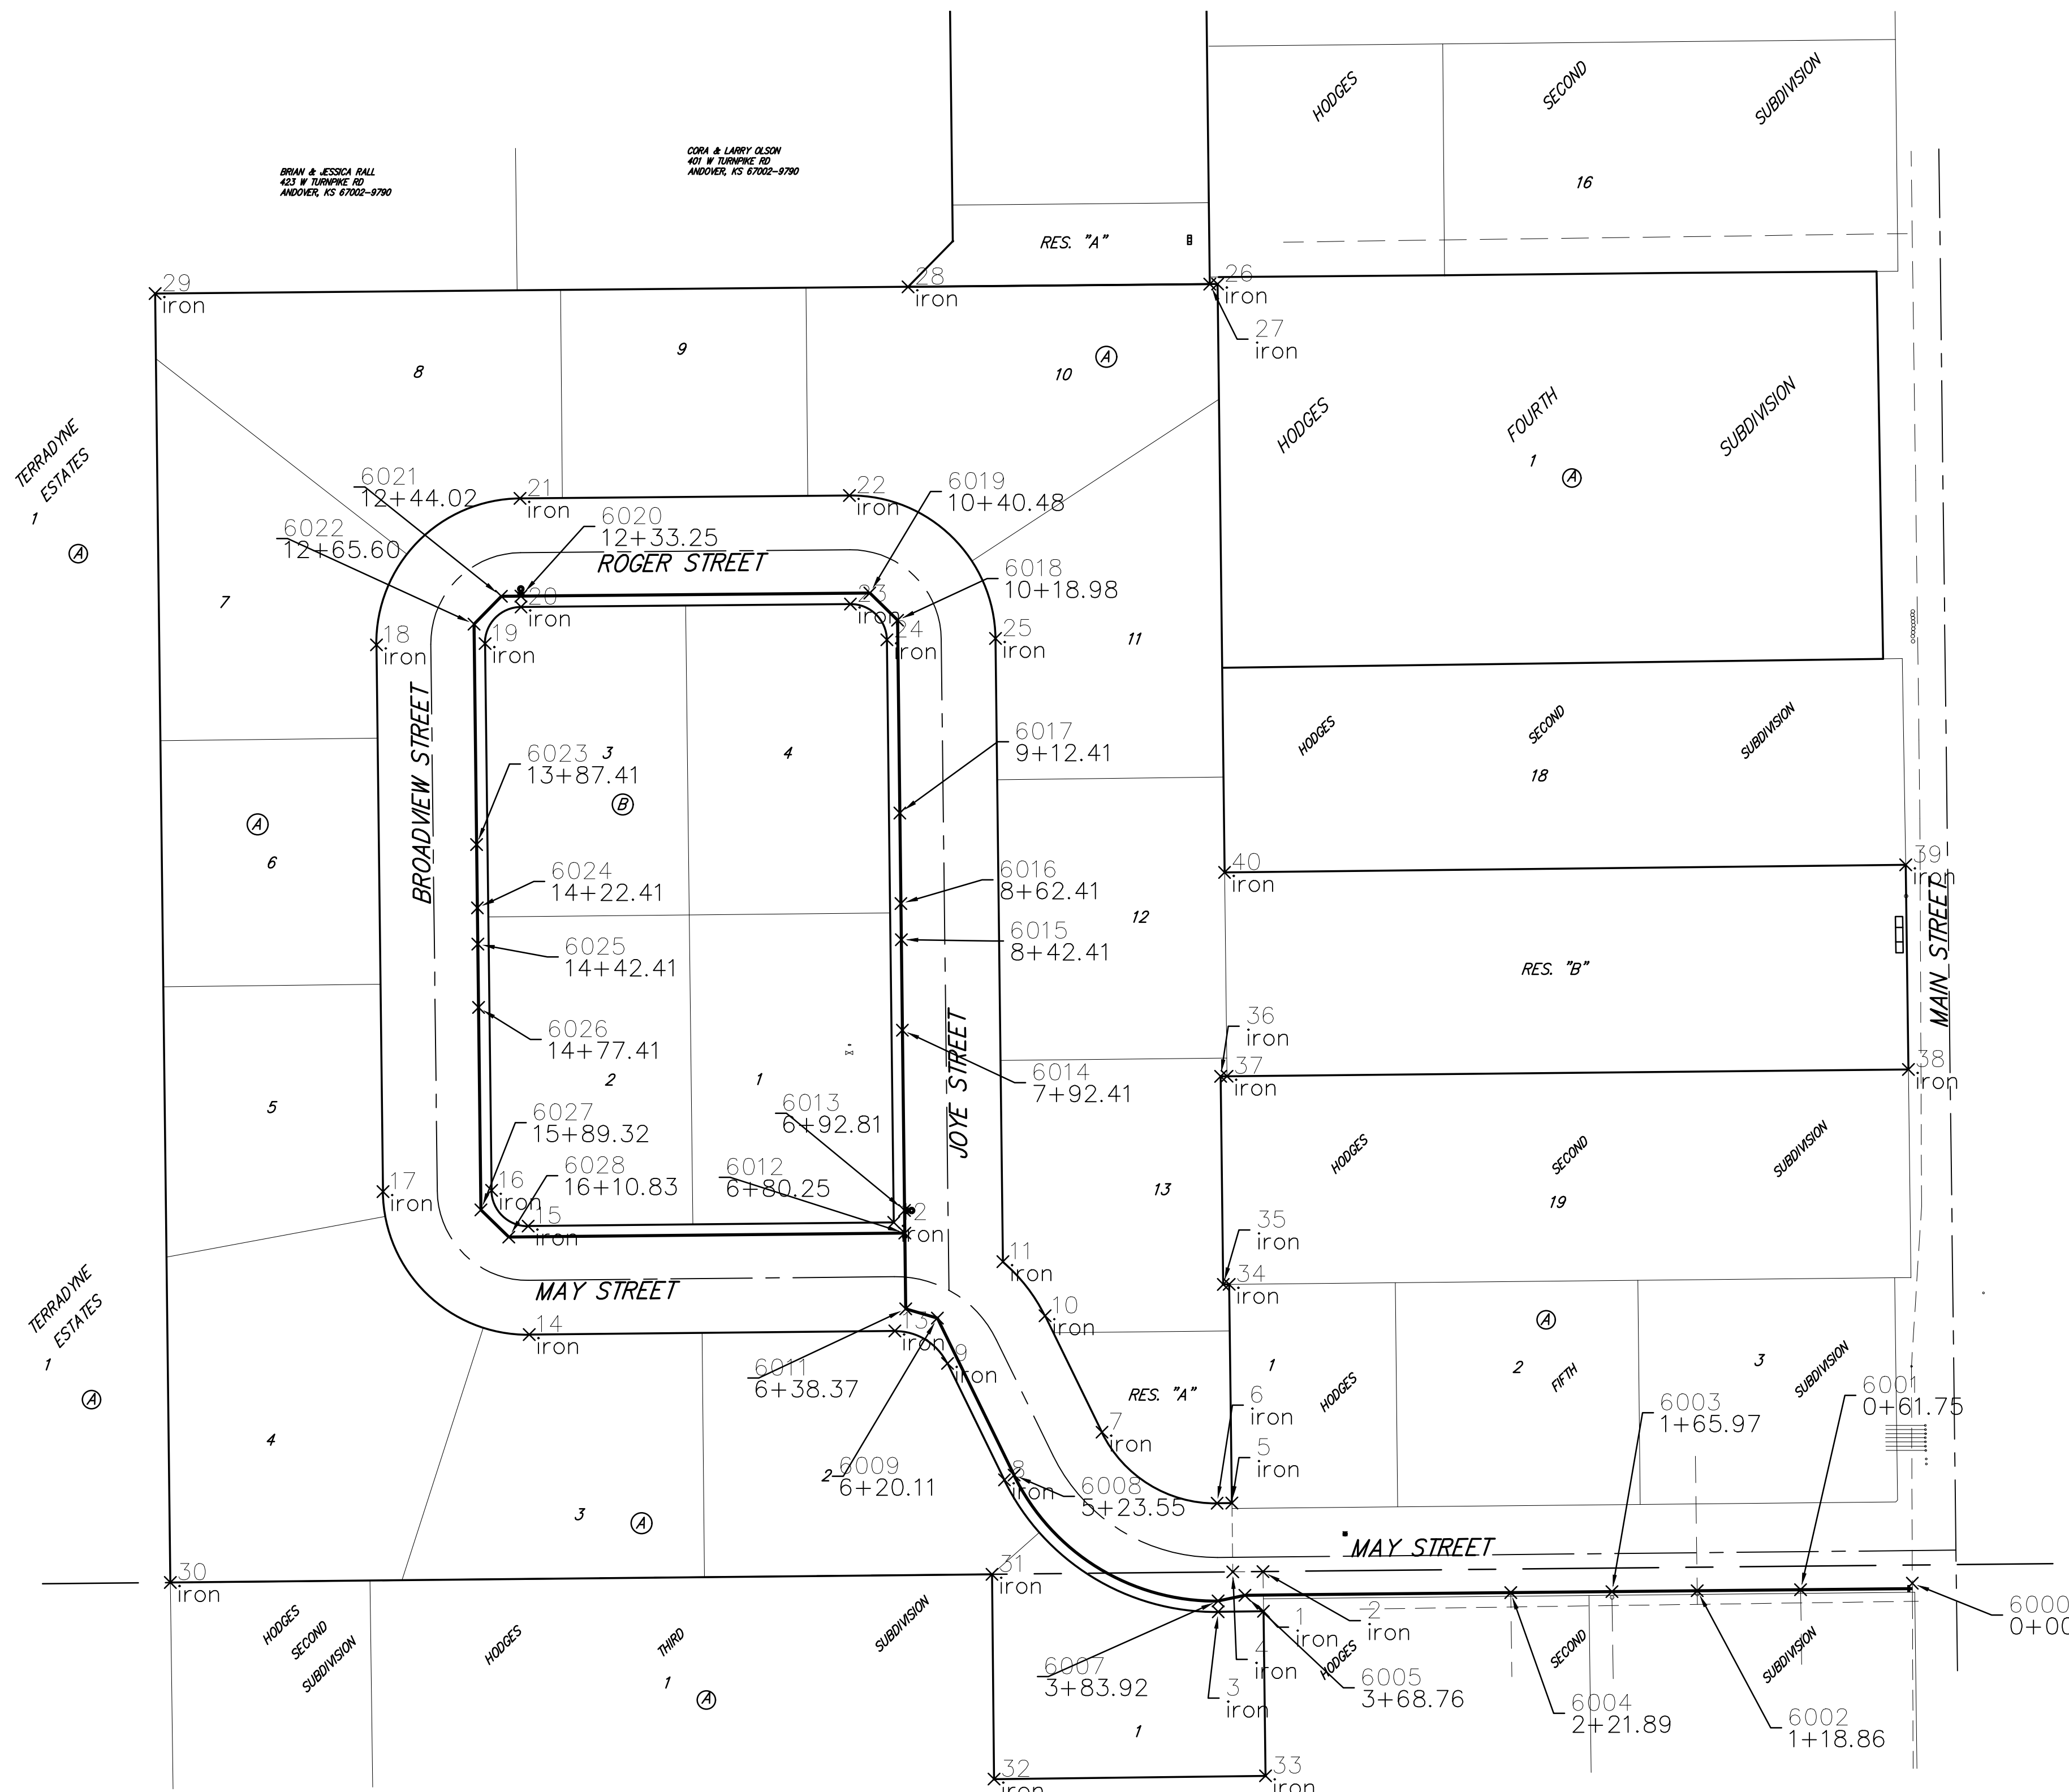 HODGES
SECOND
SUBDIVISION
16
BRIAN & JESSICA RALL
423 W TURNPIKE RD
ANDOVER, KS 67002-9790
CORA & LARRY OLSON
401 W TURNPIKE RD
ANDOVER, KS 67002-9790
RES. "A"
29
iron
28
iron
26
iron
27
iron
8
9
10
A
HODGES
FOURTH
SUBDIVISION
1
A
TERRADYNE
ESTATES
1
A
6021
12+44.02
21
iron
22
iron
6019
10+40.48
6022
12+65.60
6020
12+33.25
ROGER STREET
6018
10+18.98
7
20
iron
23
iron
18
iron
19
iron
24
iron
25
iron
11
BROADVIEW STREET
6023
13+87.41
3
4
B
6017
9+12.41
HODGES
SECOND
SUBDIVISION
18
A
6
6024
14+22.41
6016
8+62.41
40
iron
39
iron
MAIN STREET
12
6025
14+42.41
6015
8+42.41
RES. "B"
6026
14+77.41
36
iron
37
iron
38
iron
JOYE STREET
6014
7+92.41
2
1
5
6013
6+92.81
6027
15+89.32
6028
16+10.83
6012
6+80.25
HODGES
SECOND
SUBDIVISION
19
13
17
iron
16
iron
15
iron
2
iron
35
iron
34
iron
11
iron
MAY STREET
10
iron
TERRADYNE
ESTATES
1
A
14
iron
13
iron
9
iron
6011
6+38.37
RES. "A"
1
HODGES
2
FIFTH
A
3
SUBDIVISION
6
iron
6003
1+65.97
6001
0+61.75
4
7
iron
5
iron
2
6009
6+20.11
8
iron
6008
5+23.55
3
A
MAY STREET
30
iron
31
iron
6000
0+00
HODGES
SECOND
SUBDIVISION
HODGES
THIRD
SUBDIVISION
1
A
1
iron
2
iron
4
iron
HODGES
SECOND
SUBDIVISION
6007
3+83.92
3
iron
6005
3+68.76
6004
2+21.89
6002
1+18.86
1
32
iron
33
iron